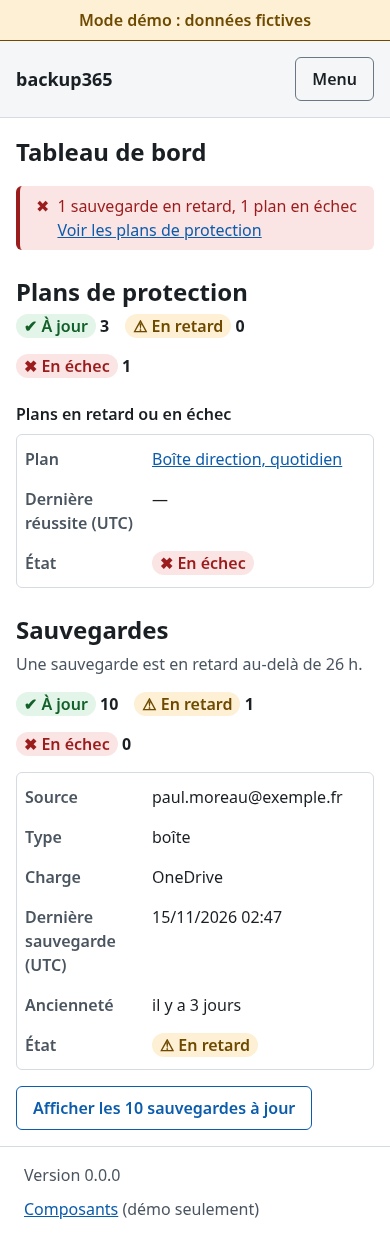 Mode démo : données fictives
backup365
Menu
Tableau de bord
✖ 1 sauvegarde en retard, 1 plan en échec
Voir les plans de protection
Plans de protection
✔ À jour 3 ⚠ En retard 0
✖ En échec 1
Plans en retard ou en échec
Plan Boîte direction, quotidien
Dernière —
réussite (UTC)
État ✖ En échec
Sauvegardes
Une sauvegarde est en retard au-delà de 26 h.
✔ À jour 10 ⚠ En retard 1
✖ En échec 0
Source paul.moreau@exemple.fr
Type boîte
Charge OneDrive
Dernière 15/11/2026 02:47
sauvegarde
(UTC)
Ancienneté il y a 3 jours
État ⚠ En retard
Afficher les 10 sauvegardes à jour
Version 0.0.0
Composants (démo seulement)